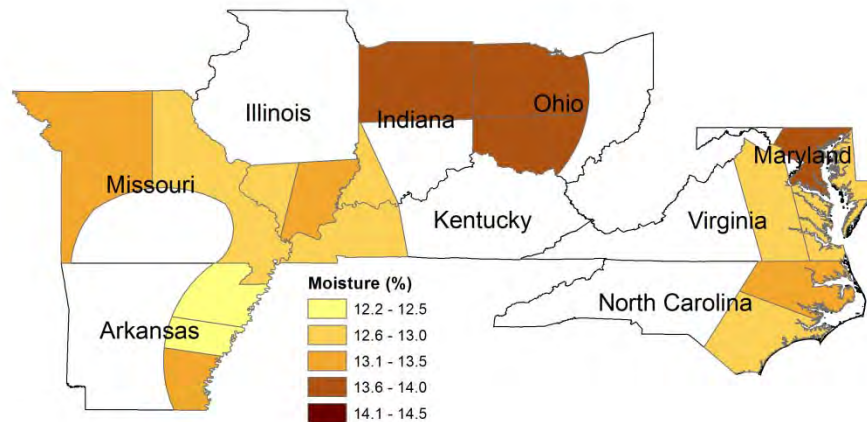 Illinois
Indiana
Ohio
Maryland
Missouri
Kentucky
Virginia
Moisture (%)
12.2 - 12.5
12.6 - 13.0
13.1 - 13.5
13.6 - 14.0
14.1 - 14.5
North Carolina
Arkansas